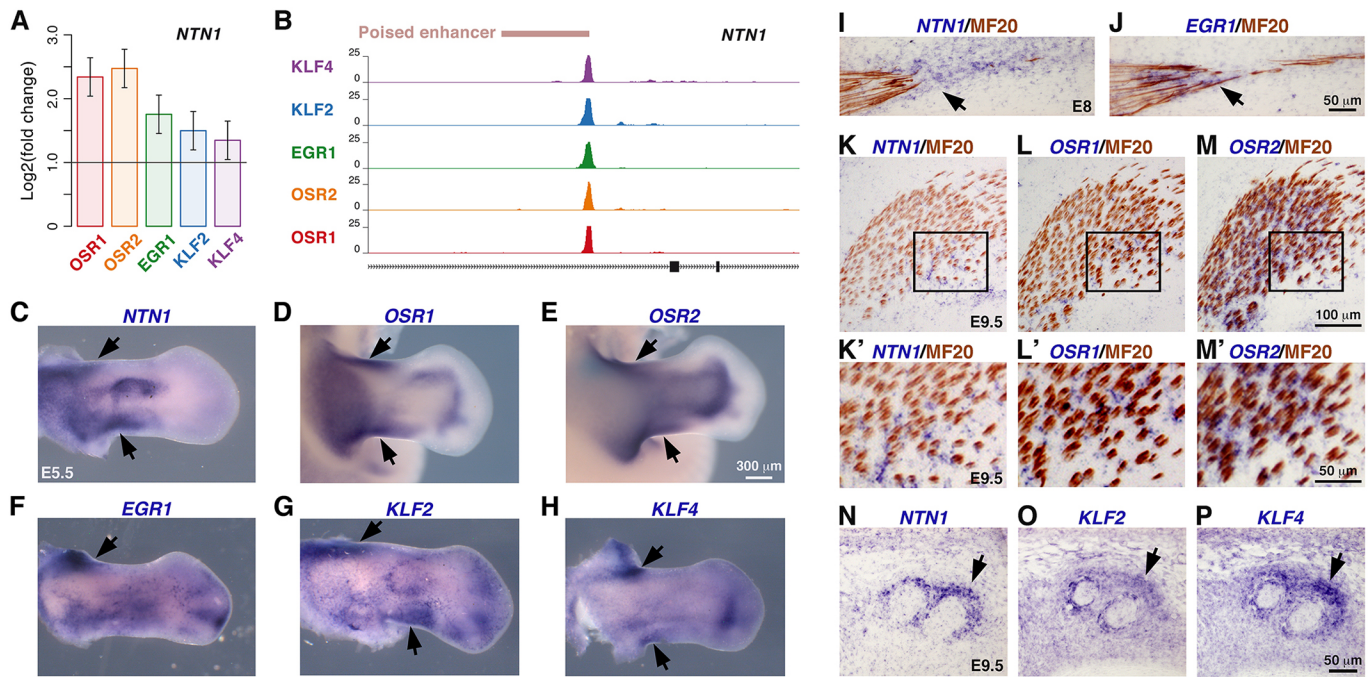 A
NTN1
Log2(fold change)
3.0
2.0
1.0
0
OSR1
OSR2
EGR1
KLF2
KLF4
B
Poised enhancer
NTN1
KLF4
25
0
KLF2
25
0
EGR1
25
0
OSR2
25
0
OSR1
25
0
C
NTN1
E5.5
D
OSR1
E
OSR2
300 µm
F
EGR1
G
KLF2
H
KLF4
I
NTN1/MF20
E8
J
EGR1/MF20
50 µm
K
NTN1/MF20
E9.5
L
OSR1/MF20
M
OSR2/MF20
100 µm
K’
NTN1/MF20
E9.5
L’
OSR1/MF20
M’
OSR2/MF20
50 µm
N
NTN1
E9.5
O
KLF2
P
KLF4
50 µm